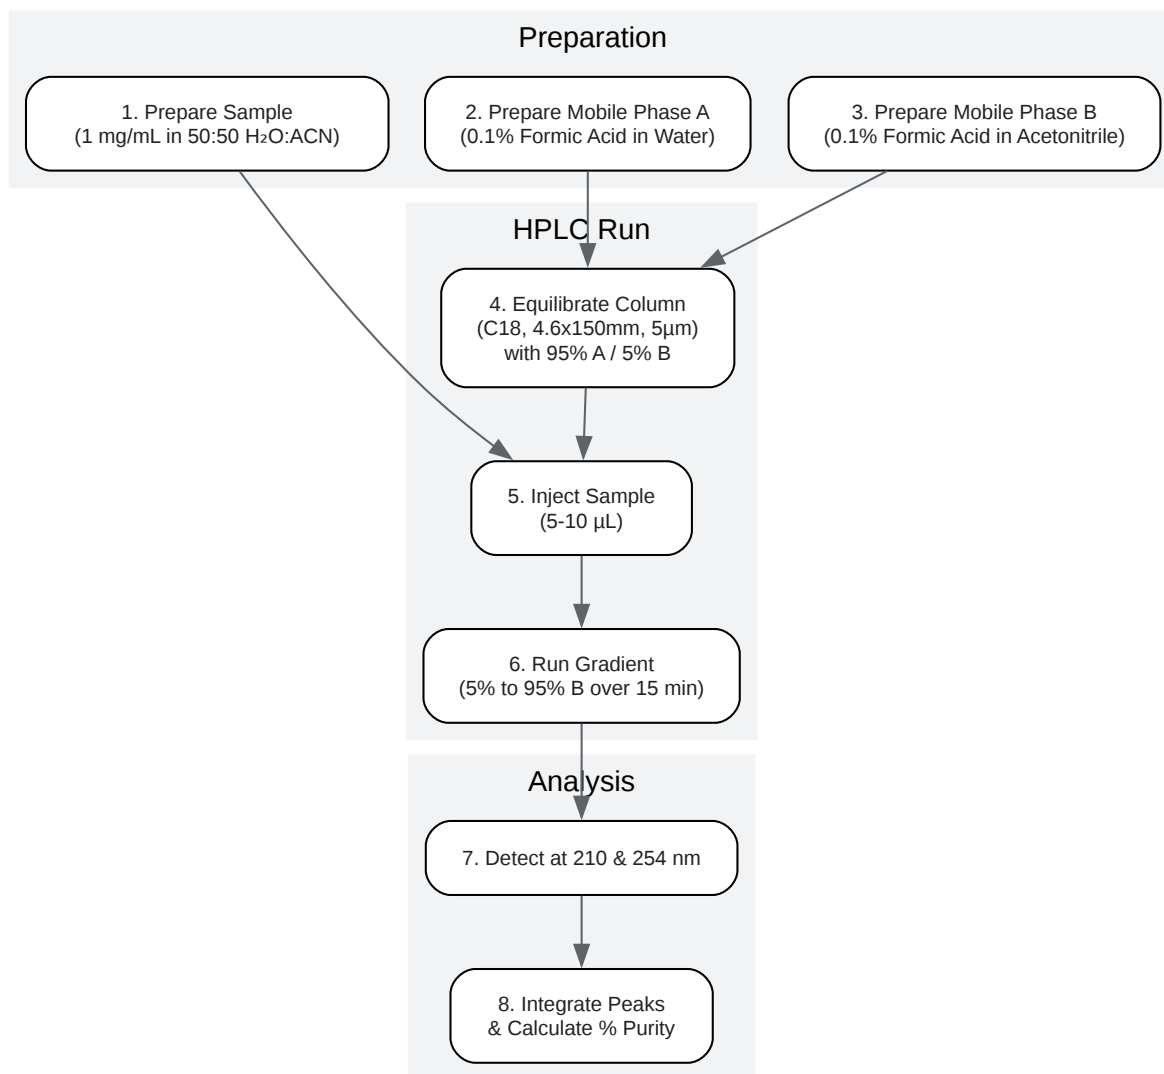 Preparation
1. Prepare Sample
(1 mg/mL in 50:50 H₂O:ACN)
2. Prepare Mobile Phase A
(0.1% Formic Acid in Water)
3. Prepare Mobile Phase B
(0.1% Formic Acid in Acetonitrile)
HPLC Run
4. Equilibrate Column
(C18, 4.6x150mm, 5µm)
with 95% A / 5% B
5. Inject Sample
(5-10 µL)
6. Run Gradient
(5% to 95% B over 15 min)
Analysis
7. Detect at 210 & 254 nm
8. Integrate Peaks
& Calculate % Purity